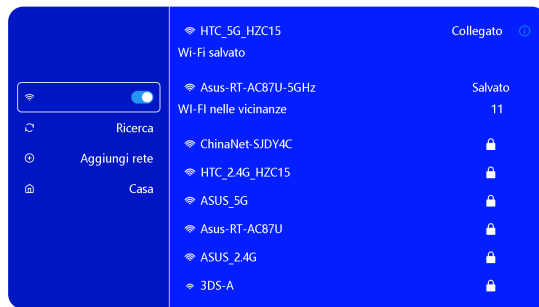 HTC_5G_HZC15 Collegato
Wi-Fi salvato
Asus-RT-AC87U-5GHz Salvato
WI-FI nelle vicinanze 11
Ricerca
ChinaNet-SJDY4C
Aggiungi rete
HTC_2.4G_HZC15
Casa
ASUS_5G
Asus-RT-AC87U
ASUS_2.4G
3DS-A